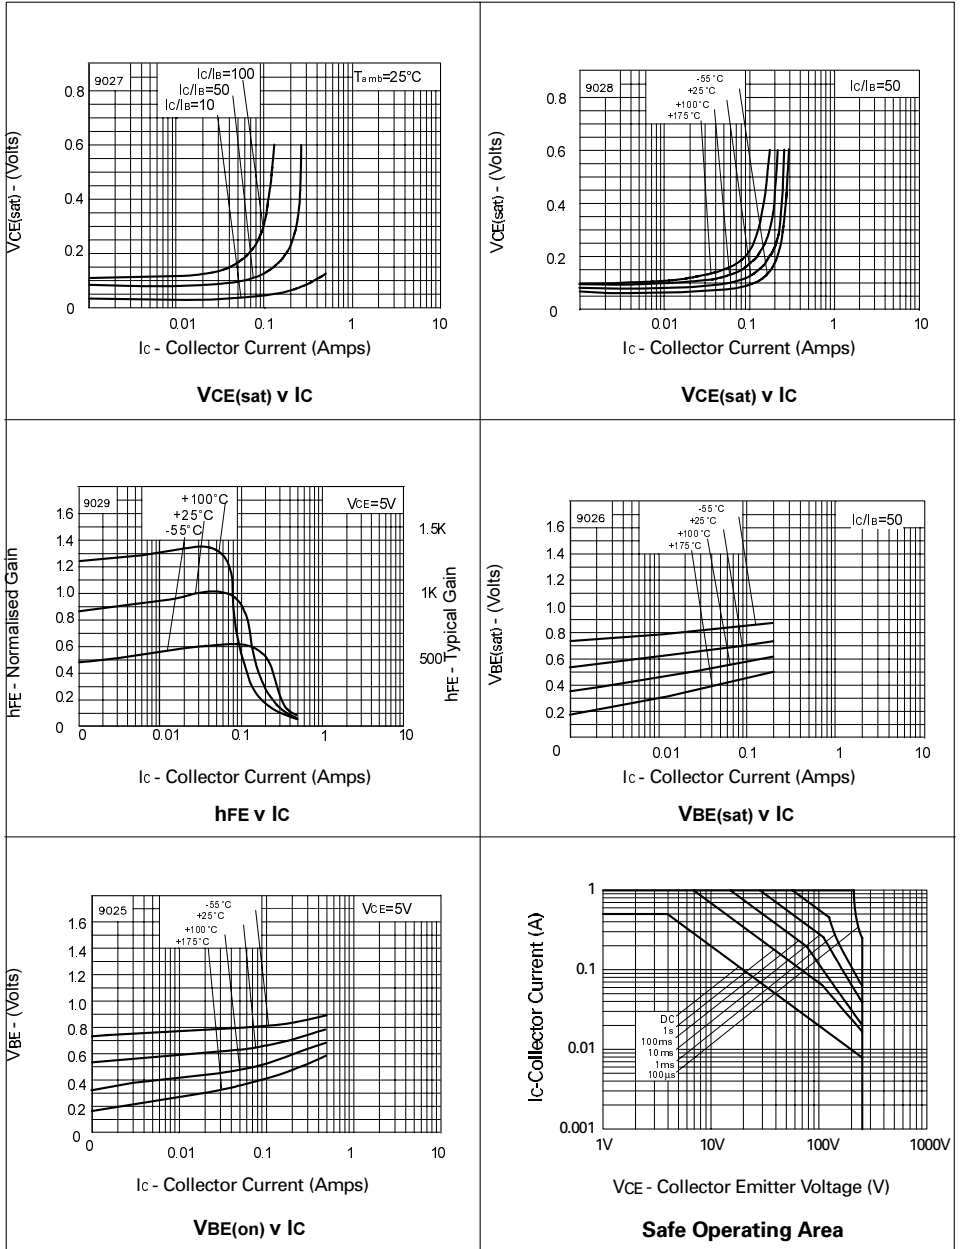 9027
IC/IB=100
IC/IB=50
IC/IB=10
Tamb=25°C
0.8
0.6
0.4
0.2
0
0.01
0.1
1
10
VCE(sat) - (Volts)
IC - Collector Current (Amps)
VCE(sat) v IC
9028
-55°C
+25°C
+100°C
+175°C
IC/IB=50
0.8
0.6
0.4
0.2
0
0.01
0.1
1
10
VCE(sat) - (Volts)
IC - Collector Current (Amps)
VCE(sat) v IC
9029
+100°C
+25°C
-55°C
VCE=5V
1.6
1.4
1.2
1.0
0.8
0.6
0.4
0.2
0
0
0.01
0.1
1
10
1.5K
1K
500
hFE - Normalised Gain
hFE - Typical Gain
IC - Collector Current (Amps)
hFE v IC
9026
-55°C
+25°C
+100°C
+175°C
IC/IB=50
1.6
1.4
1.2
1.0
0.8
0.6
0.4
0.2
0
0
0.01
0.1
1
10
VBE(sat) - (Volts)
IC - Collector Current (Amps)
VBE(sat) v IC
9025
-55°C
+25°C
+100°C
+175°C
VCE=5V
1.6
1.4
1.2
1.0
0.8
0.6
0.4
0.2
0
0
0.01
0.1
1
10
VBE - (Volts)
IC - Collector Current (Amps)
VBE(on) v IC
1
0.1
0.01
0.001
DC
1s
100ms
10ms
1ms
100µs
1V
10V
100V
1000V
IC-Collector Current (A)
VCE - Collector Emitter Voltage (V)
Safe Operating Area